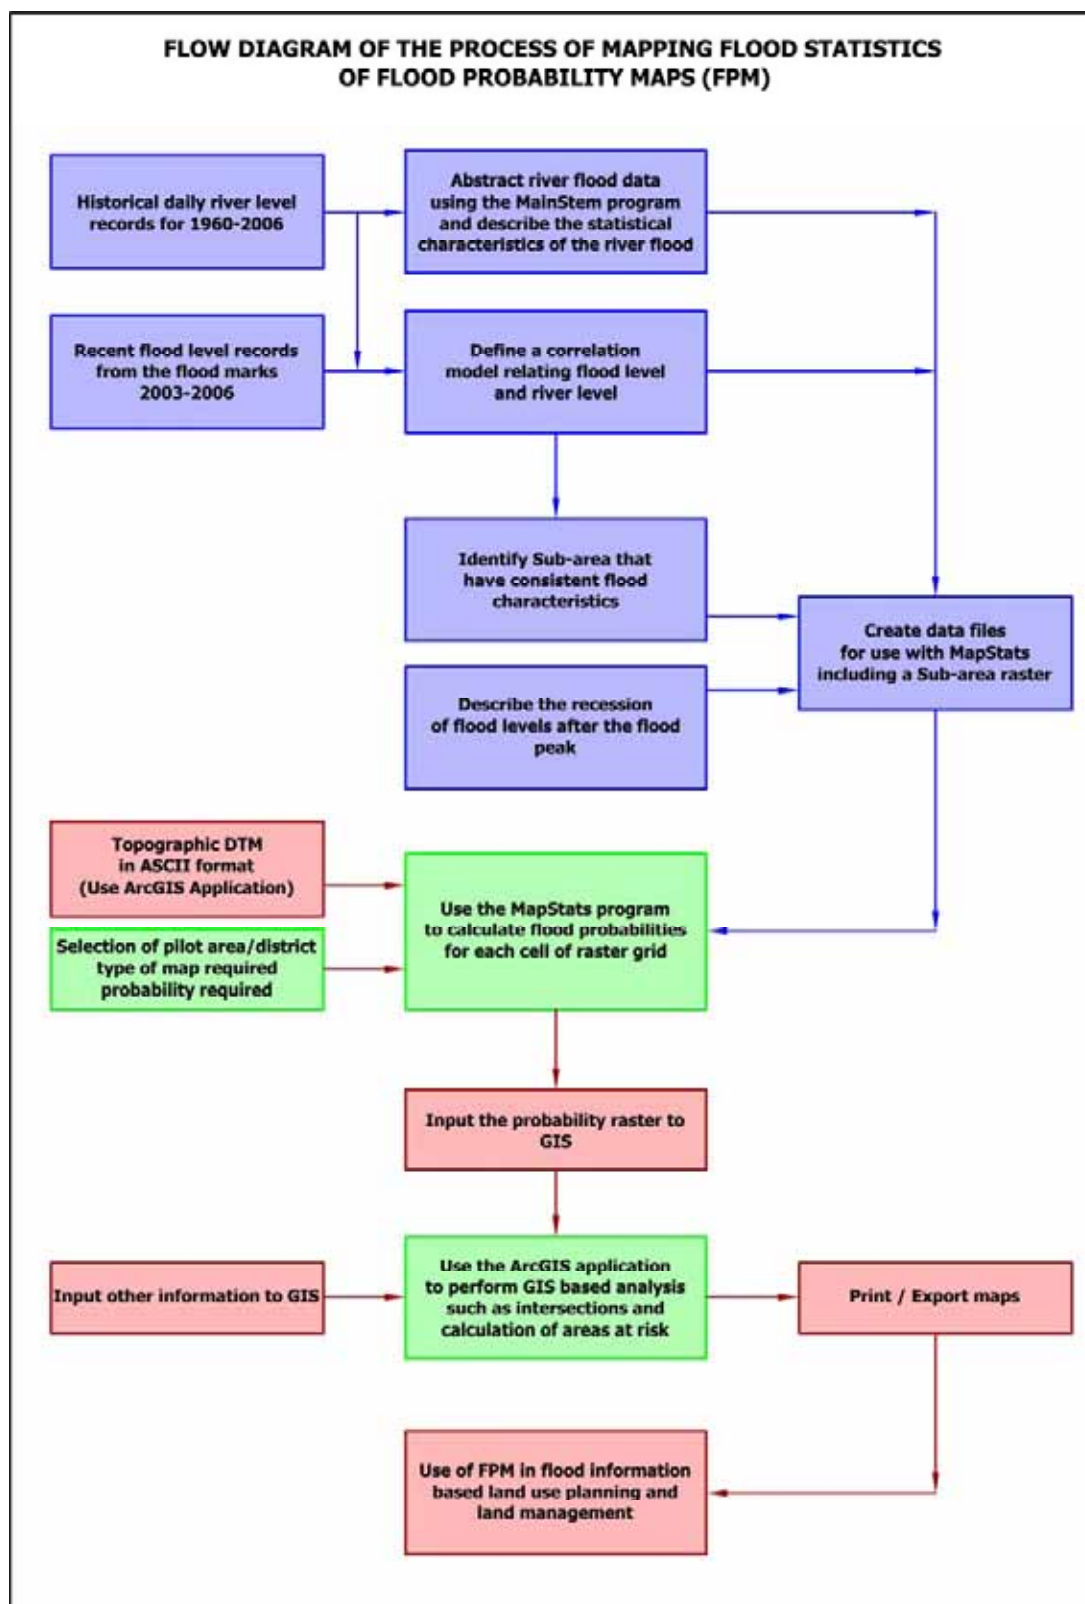 FLOW DIAGRAM OF THE PROCESS OF MAPPING FLOOD STATISTICS
OF FLOOD PROBABILITY MAPS (FPM)
Historical daily river level
records for 1960-2006
Abstract river flood data
using the MainStem program
and describe the statistical
characteristics of the river flood
Recent flood level records
from the flood marks
2003-2006
Define a correlation
model relating flood level
and river level
Identify Sub-area that
have consistent flood
characteristics
Create data files
for use with MapStats
including a Sub-area raster
Describe the recession
of flood levels after the flood
peak
Topographic DTM
in ASCII format
(Use ArcGIS Application)
Use the MapStats program
to calculate flood probabilities
for each cell of raster grid
Selection of pilot area/district
type of map required
probability required
Input the probability raster to
GIS
Input other information to GIS
Use the ArcGIS application
to perform GIS based analysis
such as intersections and
calculation of areas at risk
Print / Export maps
Use of FPM in flood information
based land use planning and
land management